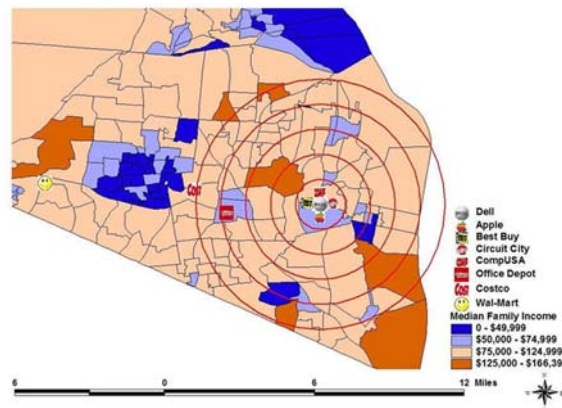 Cost
Dell
Apple
Best Buy
Circuit City
CompUSA
Office Depot
Costco
Wal-Mart
Median Family Income
0 - $49,999
$50,000 - $74,999
$75,000 - $124,999
$125,000 - $166,39
6 0 6 12 Miles